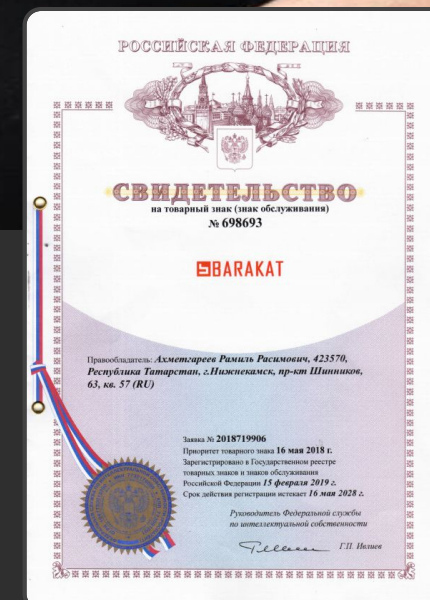 РОССИЙСКАЯ ФЕДЕРАЦИЯ
СВИДЕТЕЛЬСТВО
на товарный знак (знак обслуживания)
№ 698693
BARAKAT
Правообладатель: Ахметгареев Рамиль Расимович, 423570,
Республика Татарстан, г.Нижнекамск, пр-кт Шинников,
63, кв. 57 (RU)
Заявка № 2018719906
Приоритет товарного знака 16 мая 2018 г.
Зарегистрировано в Государственном реестре
товарных знаков и знаков обслуживания
Российской Федерации 15 февраля 2019 г.
Срок действия регистрации истекает 16 мая 2028 г.
Руководитель Федеральной службы
по интеллектуальной собственности
Г.П. Ивлиев